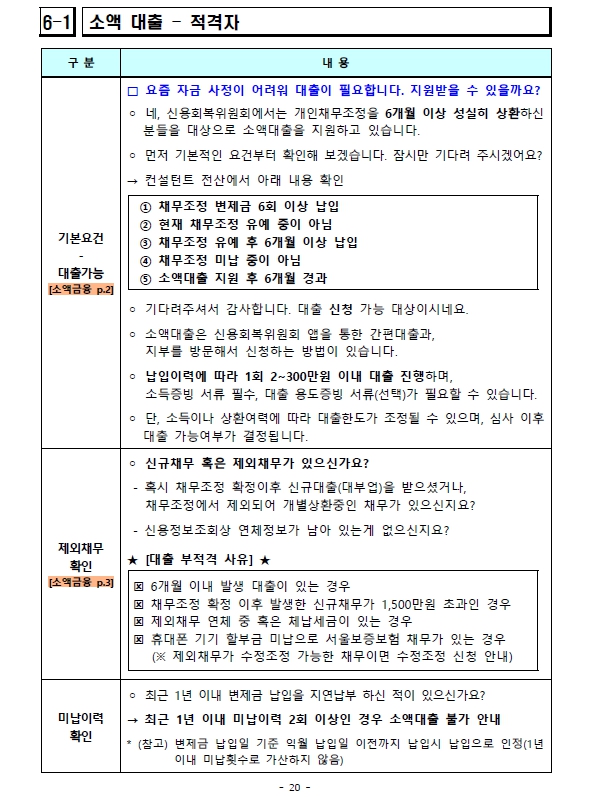 6-1 소액 대출 - 적격자
구 분 내 용
기본요건
-
대출가능
[소액금융 p.2]
□ 요즘 자금 사정이 어려워 대출이 필요합니다. 지원받을 수 있을까요?
○ 네, 신용회복위원회에서는 개인채무조정을 6개월 이상 성실히 상환하신
분들을 대상으로 소액대출을 지원하고 있습니다.
○ 먼저 기본적인 요건부터 확인해 보겠습니다. 잠시만 기다려 주시겠어요?
→ 컨설턴트 전산에서 아래 내용 확인
① 채무조정 변제금 6회 이상 납입
② 현재 채무조정 유예 중이 아님
③ 채무조정 유예 후 6개월 이상 납입
④ 채무조정 미납 중이 아님
⑤ 소액대출 지원 후 6개월 경과
○ 기다려주셔서 감사합니다. 대출 신청 가능 대상이시네요.
○ 소액대출은 신용회복위원회 앱을 통한 간편대출과,
지부를 방문해서 신청하는 방법이 있습니다.
○ 납입이력에 따라 1회 2~300만원 이내 대출 진행하며,
소득증빙 서류 필수, 대출 용도증빙 서류(선택)가 필요할 수 있습니다.
○ 단, 소득이나 상환여력에 따라 대출한도가 조정될 수 있으며, 심사 이후
대출 가능여부가 결정됩니다.
제외채무
확인
[소액금융 p.3]
○ 신규채무 혹은 제외채무가 있으신가요?
- 혹시 채무조정 확정이후 신규대출(대부업)을 받으셨거나,
채무조정에서 제외되어 개별상환중인 채무가 있으신지요?
- 신용정보조회상 연체정보가 남아 있는게 없으신지요?
★ [대출 부적격 사유] ★
☒ 6개월 이내 발생 대출이 있는 경우
☒ 채무조정 확정 이후 발생한 신규채무가 1,500만원 초과인 경우
☒ 제외채무 연체 중 혹은 체납세금이 있는 경우
☒ 휴대폰 기기 할부금 미납으로 서울보증보험 채무가 있는 경우
(※ 제외채무가 수정조정 가능한 채무이면 수정조정 신청 안내)
미납이력
확인
○ 최근 1년 이내 변제금 납입을 지연납부 하신 적이 있으신가요?
→ 최근 1년 이내 미납이력 2회 이상인 경우 소액대출 불가 안내
* (참고) 변제금 납입일 기준 익월 납입일 이전까지 납입시 납입으로 인정(1년
이내 미납횟수로 가산하지 않음)
- 20 -